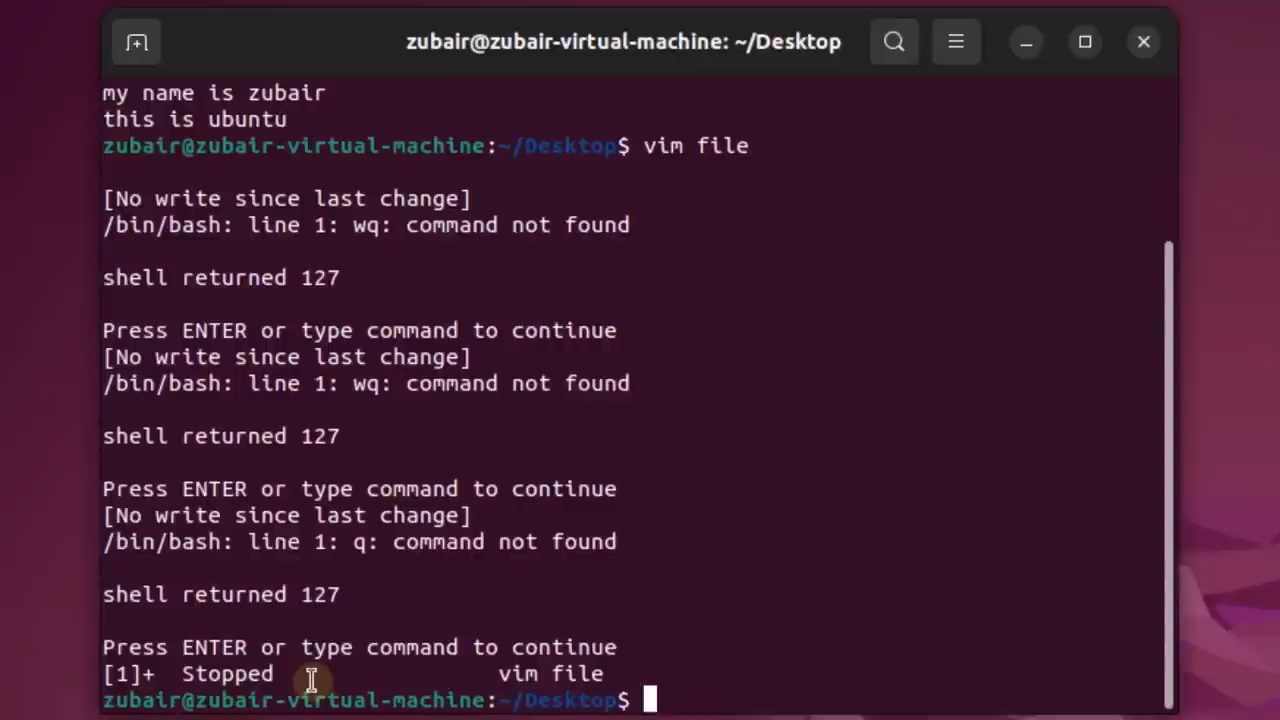 zubair@zubair-virtual-machine: ~/Desktop
my name is zubair
this is ubuntu
zubair@zubair-virtual-machine:~/Desktop$ vim file
[No write since last change]
/bin/bash: line 1: wq: command not found
shell returned 127
Press ENTER or type command to continue
[No write since last change]
/bin/bash: line 1: wq: command not found
shell returned 127
Press ENTER or type command to continue
[No write since last change]
/bin/bash: line 1: q: command not found
shell returned 127
Press ENTER or type command to continue
[1]+  Stopped                 vim file
zubair@zubair-virtual-machine:~/Desktop$